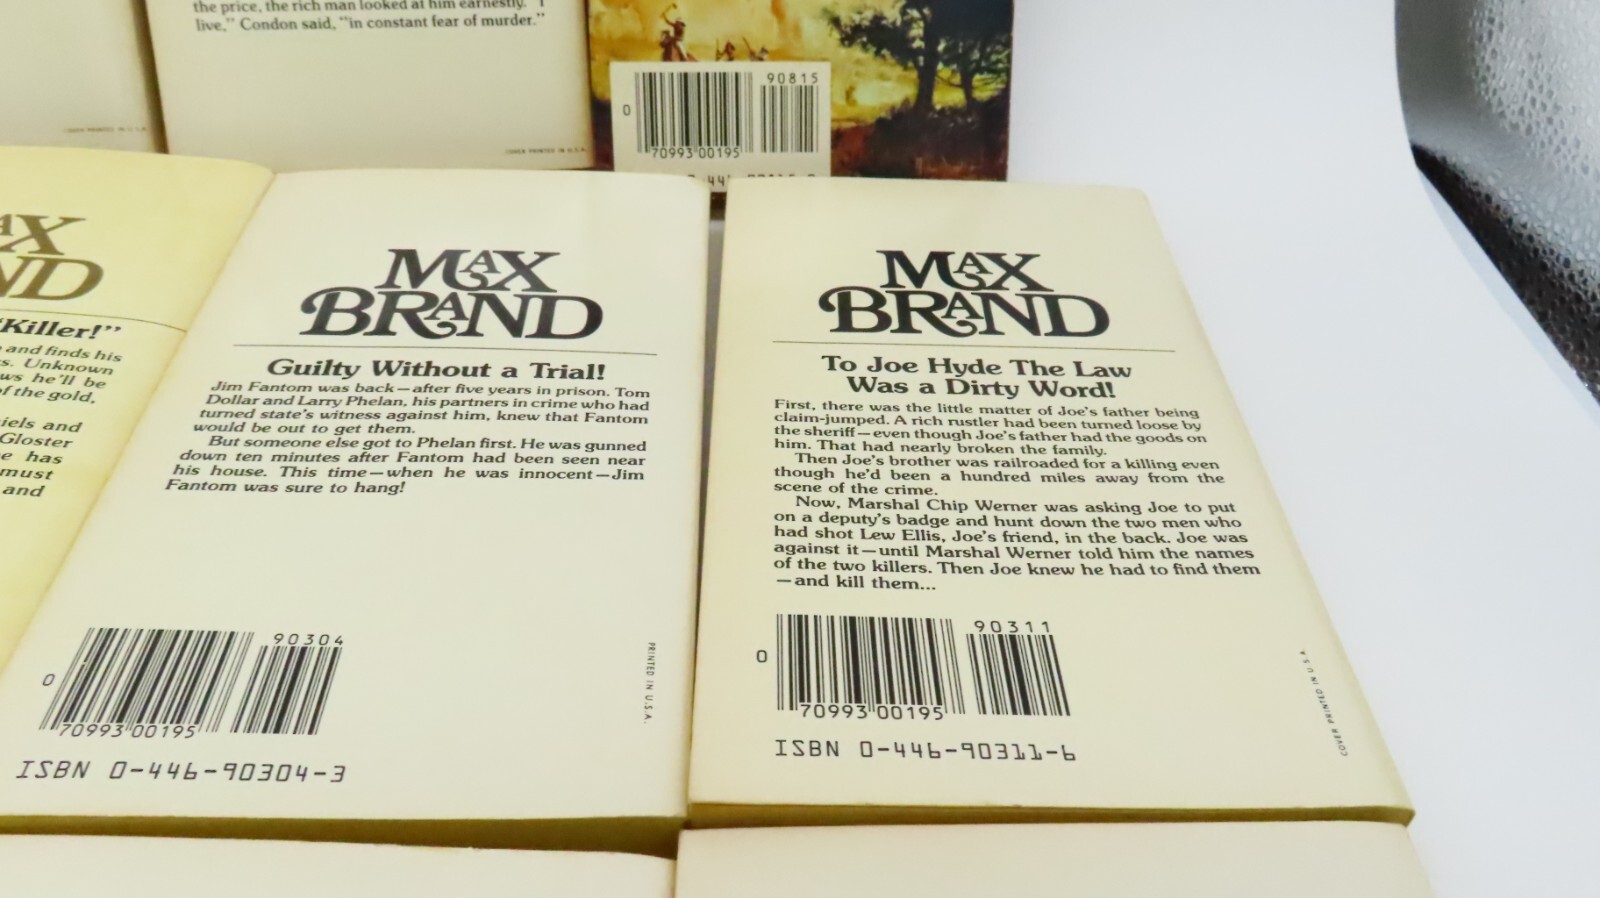 the price, the rich man looked at him earnestly. "I
live," Condon said, "in constant fear of murder."
COVER PRINTED IN U.S.A.
COVER PRINTED IN U.S.A.
90815
0
70993 00195
AX
ND
"Killer!"
and finds his
s. Unknown
ws he'll be
of the gold,
iels and
Gloster
e has
must
and
MAX
BRAND
Guilty Without a Trial!
Jim Fantom was back—after five years in prison. Tom
Dollar and Larry Phelan, his partners in crime who had
turned state's witness against him, knew that Fantom
would be out to get them.
But someone else got to Phelan first. He was gunned
down ten minutes after Fantom had been seen near
his house. This time—when he was innocent—Jim
Fantom was sure to hang!
90304
0
70993 00195
ISBN 0-446-90304-3
PRINTED IN U.S.A.
MAX
BRAND
To Joe Hyde The Law
Was a Dirty Word!
First, there was the little matter of Joe's father being
claim-jumped. A rich rustler had been turned loose by
the sheriff—even though Joe's father had the goods on
him. That had nearly broken the family.
Then Joe's brother was railroaded for a killing even
though he'd been a hundred miles away from the
scene of the crime.
Now, Marshal Chip Werner was asking Joe to put
on a deputy's badge and hunt down the two men who
had shot Lew Ellis, Joe's friend, in the back. Joe was
against it—until Marshal Werner told him the names
of the two killers. Then Joe knew he had to find them
—and kill them...
90311
0
70993 00195
ISBN 0-446-90311-6
COVER PRINTED IN U.S.A.